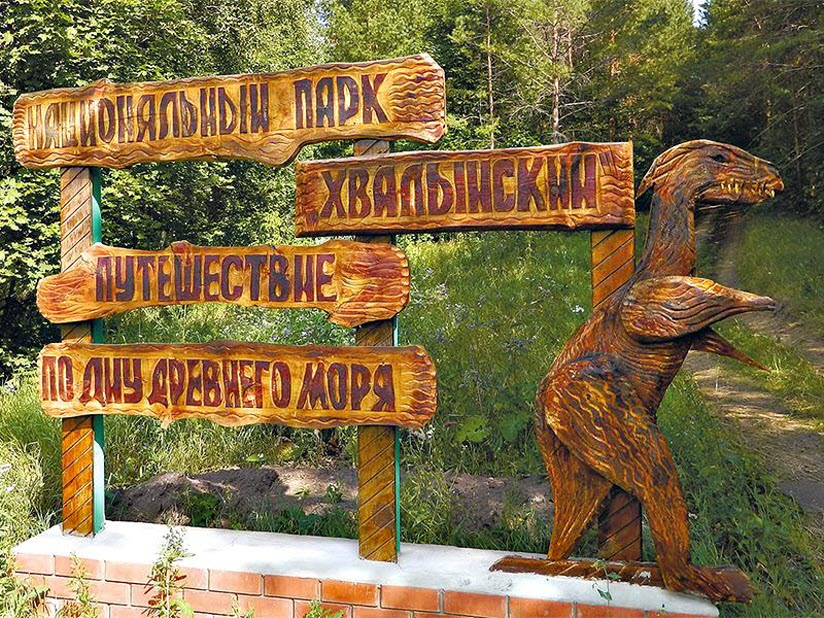 НАЦИОНАЛЬНЫЙ ПАРК
"ХВАЛЫНСКИЙ"
ПУТЕШЕСТВИЕ
ПО ДНУ ДРЕВНЕГО МОРЯ